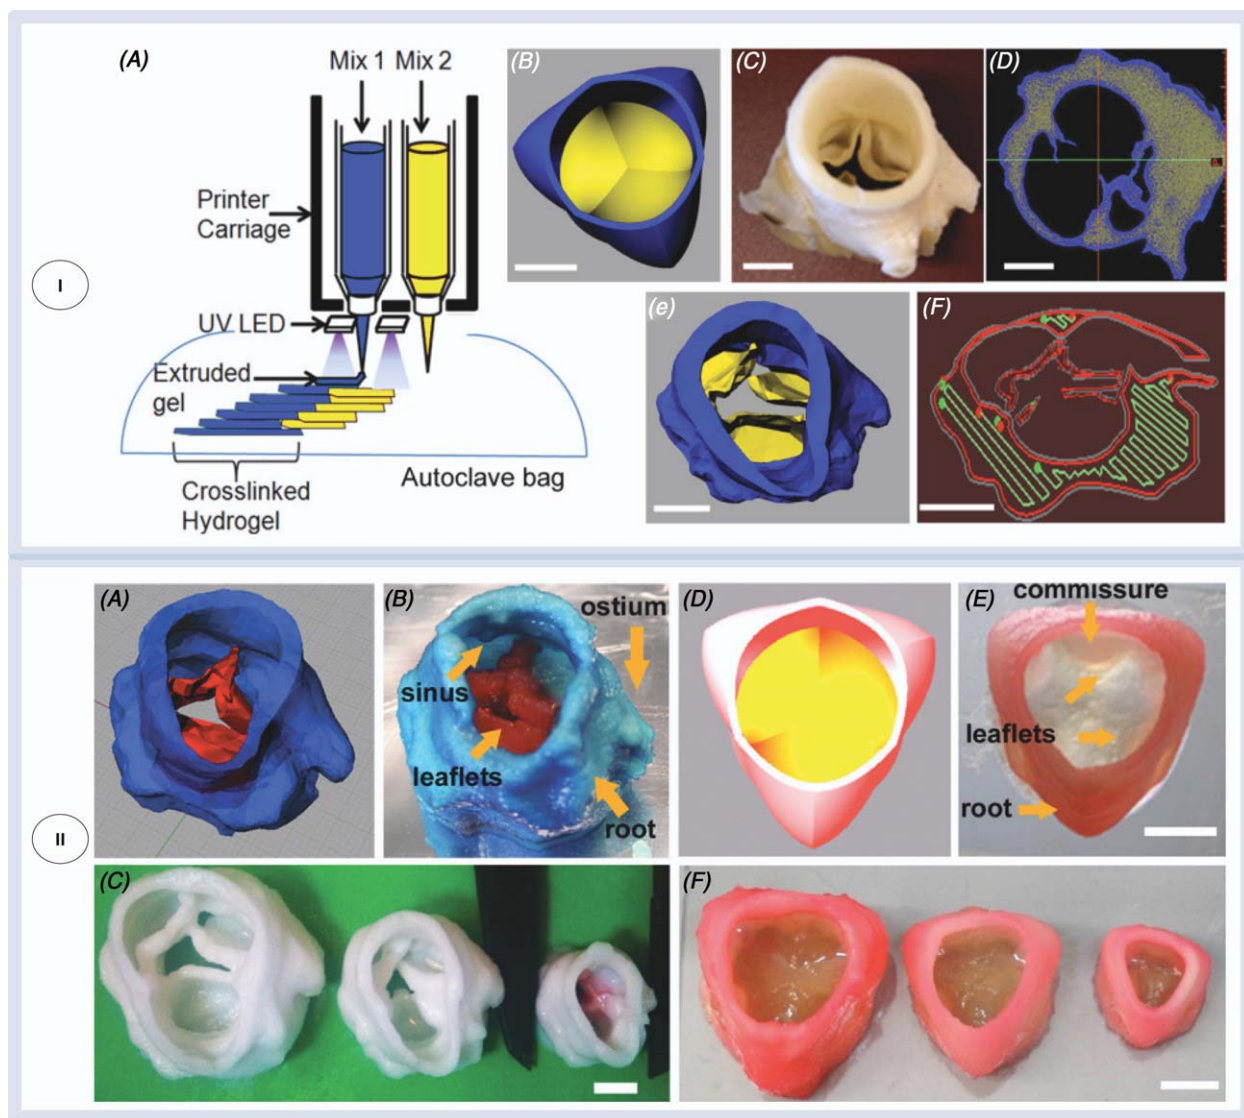 (A)
Mix 1 Mix 2
Printer
Carriage
UV LED
Extruded
gel
Crosslinked
Hydrogel
Autoclave bag
(B)
(C)
(D)
(e)
(F)
I
(A)
(B)
ostium
sinus
leaflets
root
(D)
(E)
commissure
leaflets
root
II
(C)
(F)